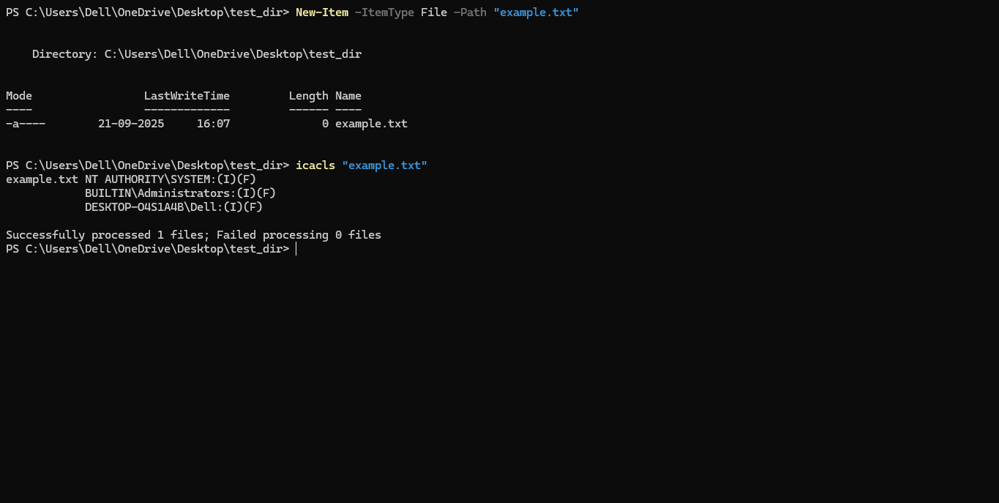 PS C:\Users\Dell\OneDrive\Desktop\test_dir> New-Item -ItemType File -Path "example.txt"
    Directory: C:\Users\Dell\OneDrive\Desktop\test_dir
Mode                 LastWriteTime         Length Name
----                 -------------         ------ ----
-a----        21-09-2025     16:07              0 example.txt
PS C:\Users\Dell\OneDrive\Desktop\test_dir> icacls "example.txt"
example.txt NT AUTHORITY\SYSTEM:(I)(F)
            BUILTIN\Administrators:(I)(F)
            DESKTOP-O4S1A4B\Dell:(I)(F)
Successfully processed 1 files; Failed processing 0 files
PS C:\Users\Dell\OneDrive\Desktop\test_dir>